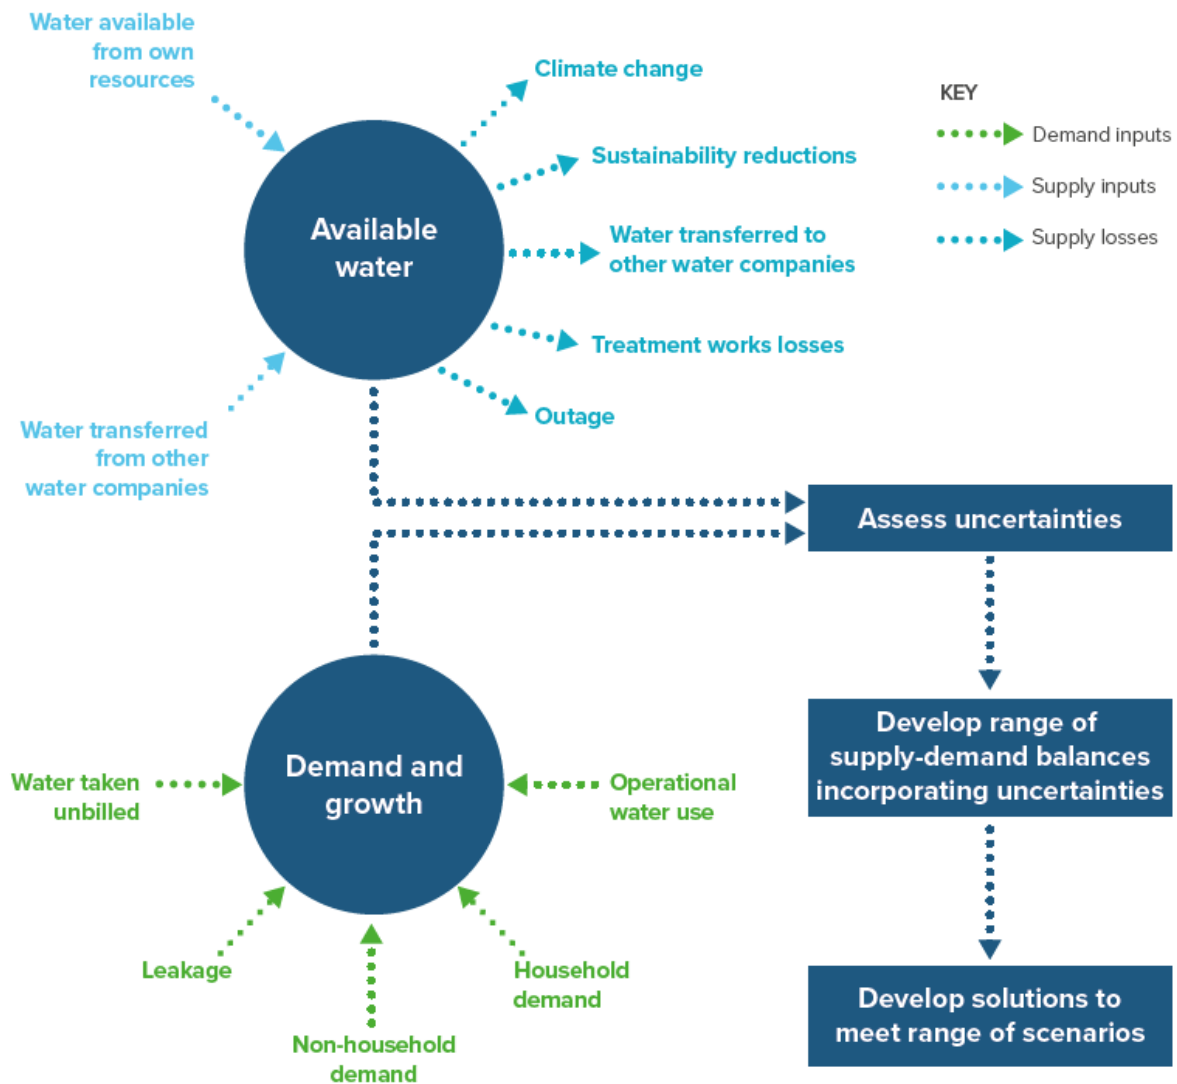 Water available
from own
resources
Climate change
Sustainability reductions
Water transferred to
other water companies
Treatment works losses
Outage
Available
water
Water transferred
from other
water companies
KEY
Demand inputs
Supply inputs
Supply losses
Assess uncertainties
Develop range of
supply-demand balances
incorporating uncertainties
Develop solutions to
meet range of scenarios
Demand and
growth
Water taken
unbilled
Operational
water use
Leakage
Household
demand
Non-household
demand